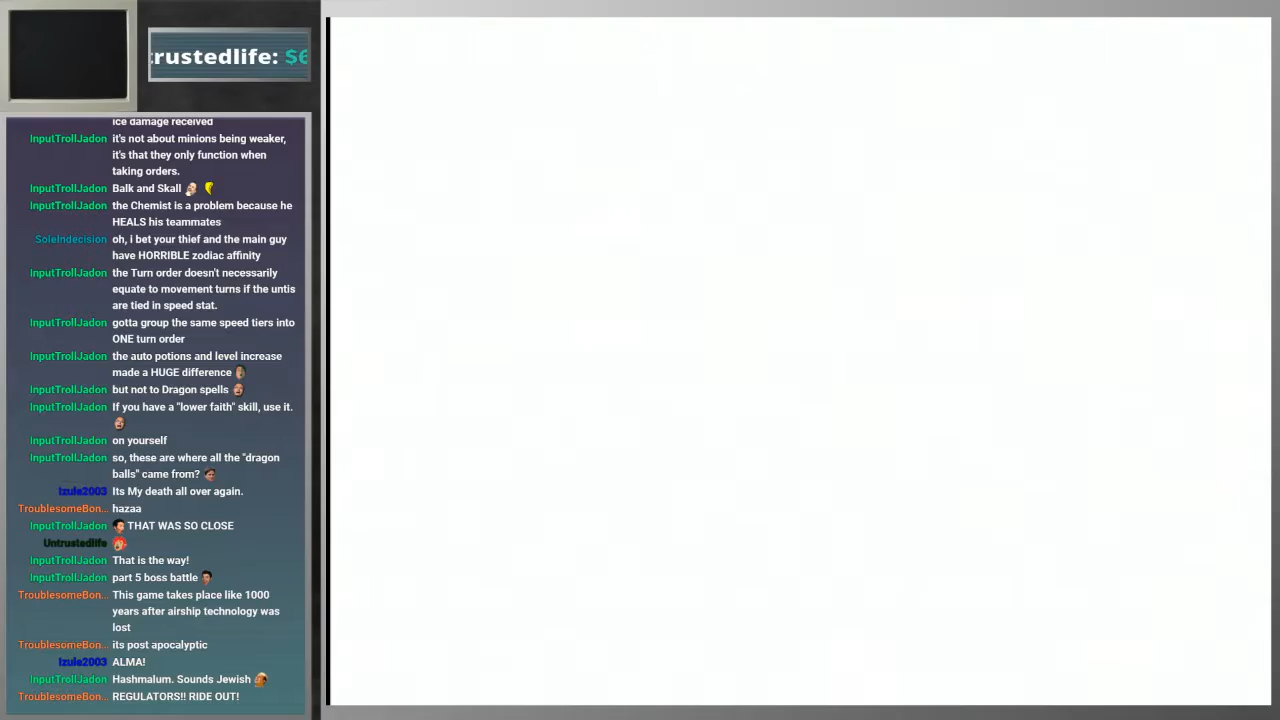 rustedlife: $6
ice damage received
InputTrollJadon it's not about minions being weaker,
it's that they only function when
taking orders.
InputTrollJadon Balk and Skall
InputTrollJadon the Chemist is a problem because he
HEALS his teammates
SoleIndecision oh, i bet your thief and the main guy
have HORRIBLE zodiac affinity
InputTrollJadon the Turn order doesn't necessarily
equate to movement turns if the untis
are tied in speed stat.
InputTrollJadon gotta group the same speed tiers into
ONE turn order
InputTrollJadon the auto potions and level increase
made a HUGE difference
InputTrollJadon but not to Dragon spells
InputTrollJadon If you have a "lower faith" skill, use it.
InputTrollJadon on yourself
InputTrollJadon so, these are where all the "dragon
balls" came from?
Izule2003 Its My death all over again.
TroublesomeBon... hazaa
InputTrollJadon THAT WAS SO CLOSE
Untrustedlife
InputTrollJadon That is the way!
InputTrollJadon part 5 boss battle
TroublesomeBon... This game takes place like 1000
years after airship technology was
lost
TroublesomeBon... its post apocalyptic
Izule2003 ALMA!
InputTrollJadon Hashmalum. Sounds Jewish
TroublesomeBon... REGULATORS!! RIDE OUT!